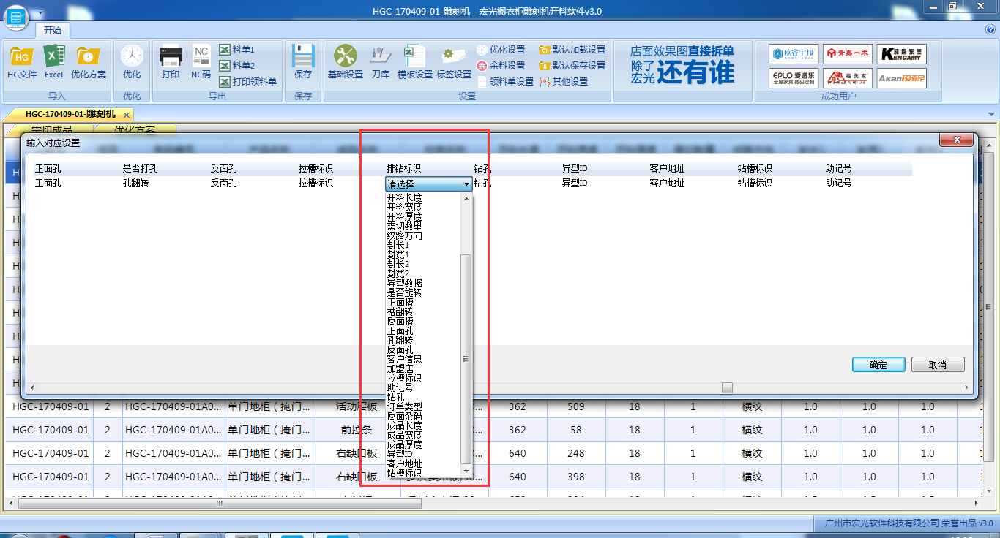 HGC-170409-01-雕刻机 - 宏光橱衣柜雕刻机开料软件v3.0
开始
HG文件 Excel 优化方案
导入
优化
优化
打印 NC码 料单1 料单2 打印领料单
导出
保存
保存
基础设置 刀库 模板设置 标签设置
优化设置 默认加载设置
余料设置 默认保存设置
领料单设置 其他设置
设置
店面效果图直接拆单
除了
宏光
还有谁
欧睿宇邦 青岛一木 凯恩家美 KENCAMY
EPLO 爱谱乐 全屋家具 数码定制 福美家 AKan
成功用户
HGC-170409-01-雕刻机
需切成品 优化方案
输入对应设置
正面孔 是否打孔 反面孔 拉槽标识 排钻标识 钻孔 异型ID 客户地址 钻槽标识 助记号
正面孔 孔翻转 反面孔 拉槽标识 请选择 钻孔 异型ID 客户地址 钻槽标识 助记号
开料长度
开料宽度
开料厚度
需切数量
纹路方向
封长1
封宽1
封长2
封宽2
异型数据
是否旋转
正面槽
槽翻转
反面槽
正面孔
孔翻转
反面孔
客户信息
加盟店
拉槽标识
助记号
钻孔
订单类型
反面条码
成品长度
成品宽度
成品厚度
异型ID
客户地址
钻槽标识
确定 取消
HGC-170409-01 2 HGC-170409-01A0... 单门地柜（掩门... 活动层板 362 509 18 1 横纹 1.0 1.0 1.0
HGC-170409-01 2 HGC-170409-01A0... 单门地柜（掩门... 前拉条 362 58 18 1 横纹 1.0 1.0 1.0
HGC-170409-01 2 HGC-170409-01A0... 单门地柜（掩门... 右缺口板 640 248 18 1 横纹 1.0 1.0 1.0
HGC-170409-01 2 HGC-170409-01A0... 单门地柜（掩门... 右缺口板 640 398 18 1 横纹 1.0 1.0 1.0
广州市宏光软件科技有限公司 荣誉出品 v3.0